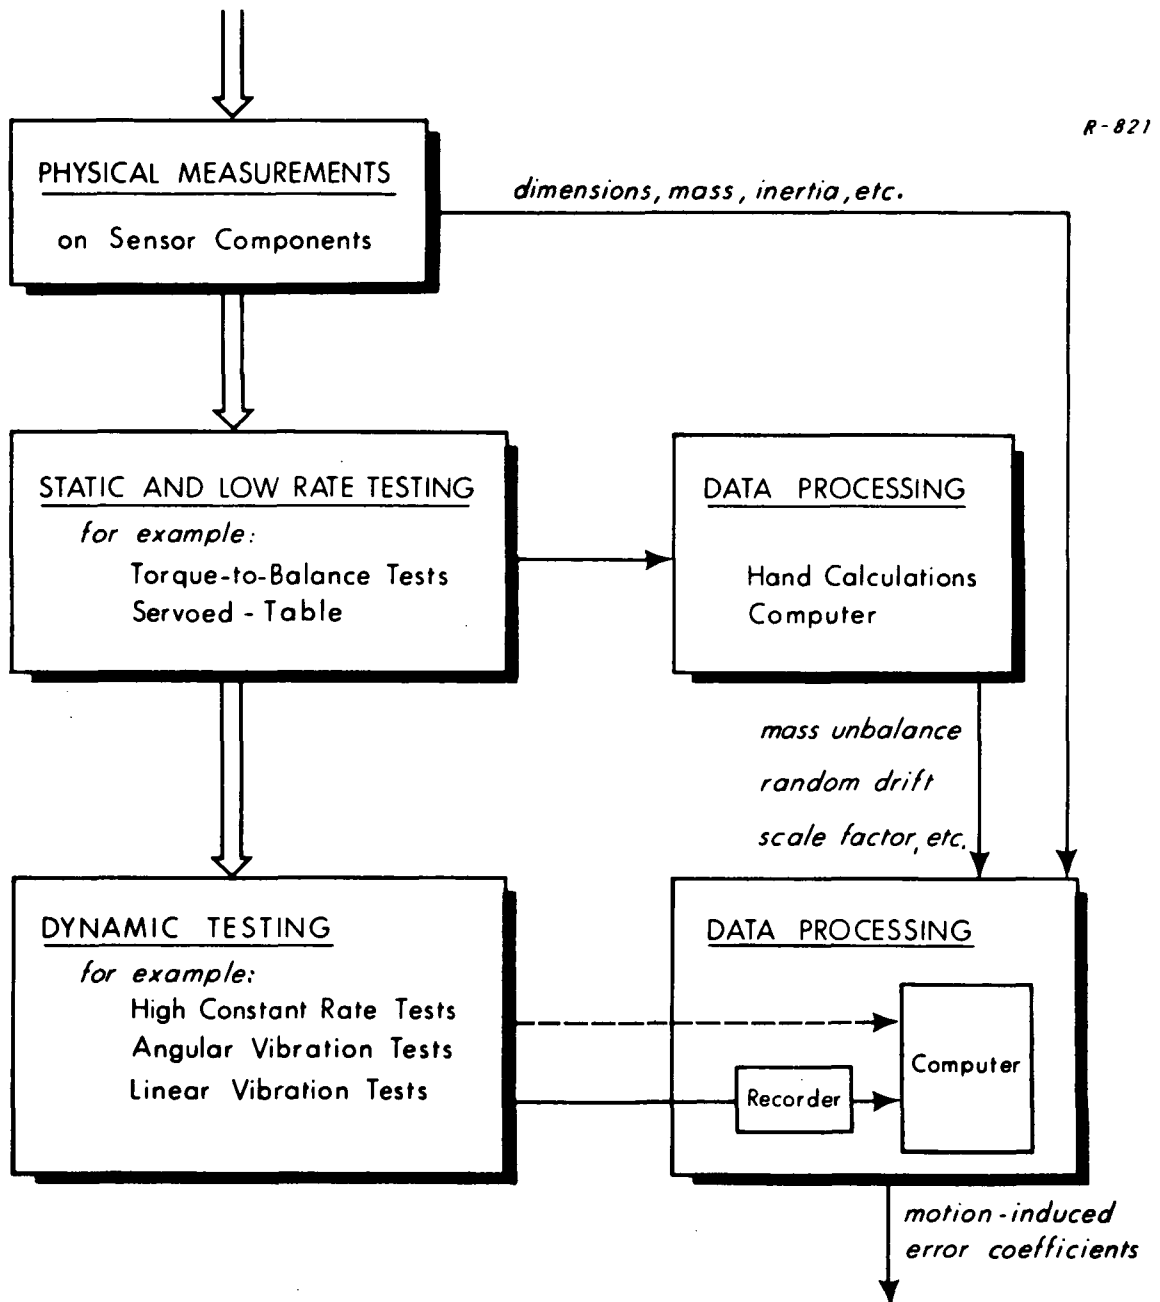 R-821
PHYSICAL MEASUREMENTS
on Sensor Components
dimensions, mass, inertia, etc.
STATIC AND LOW RATE TESTING
for example:
Torque-to-Balance Tests
Servoed - Table
DATA PROCESSING
Hand Calculations
Computer
mass unbalance
random drift
scale factor, etc.
DYNAMIC TESTING
for example:
High Constant Rate Tests
Angular Vibration Tests
Linear Vibration Tests
DATA PROCESSING
Computer
Recorder
motion-induced
error coefficients